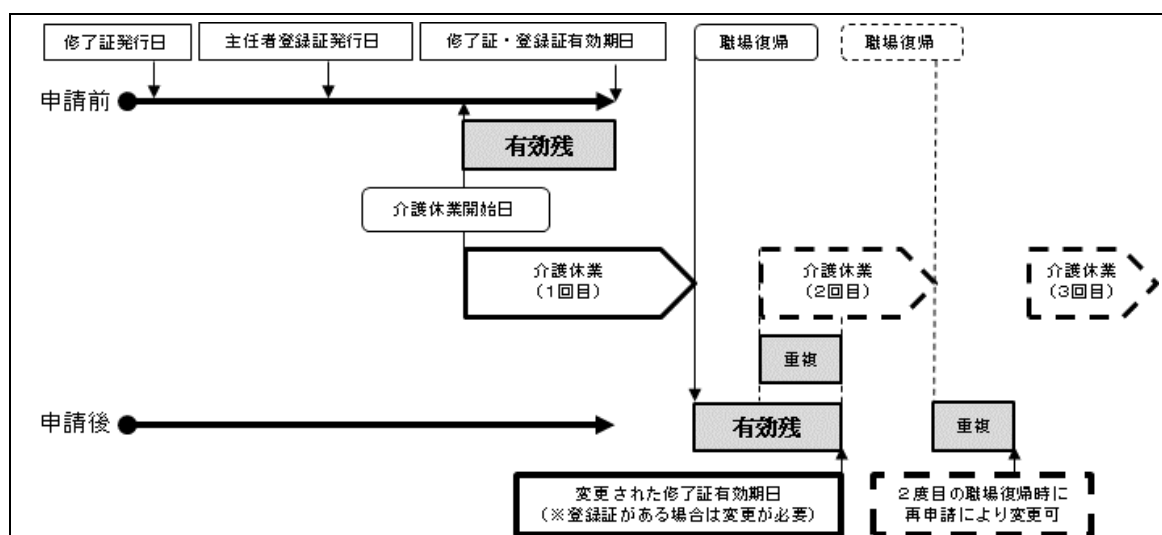 修了証発行日
主任者登録証発行日
修了証・登録証有効期日
職場復帰
職場復帰
申請前
有効残
介護休業開始日
介護休業
(1回目)
介護休業
(2回目)
介護休業
(3回目)
重複
申請後
有効残
重複
変更された修了証有効期日
(※登録証がある場合は変更が必要)
2度目の職場復帰時に
再申請により変更可